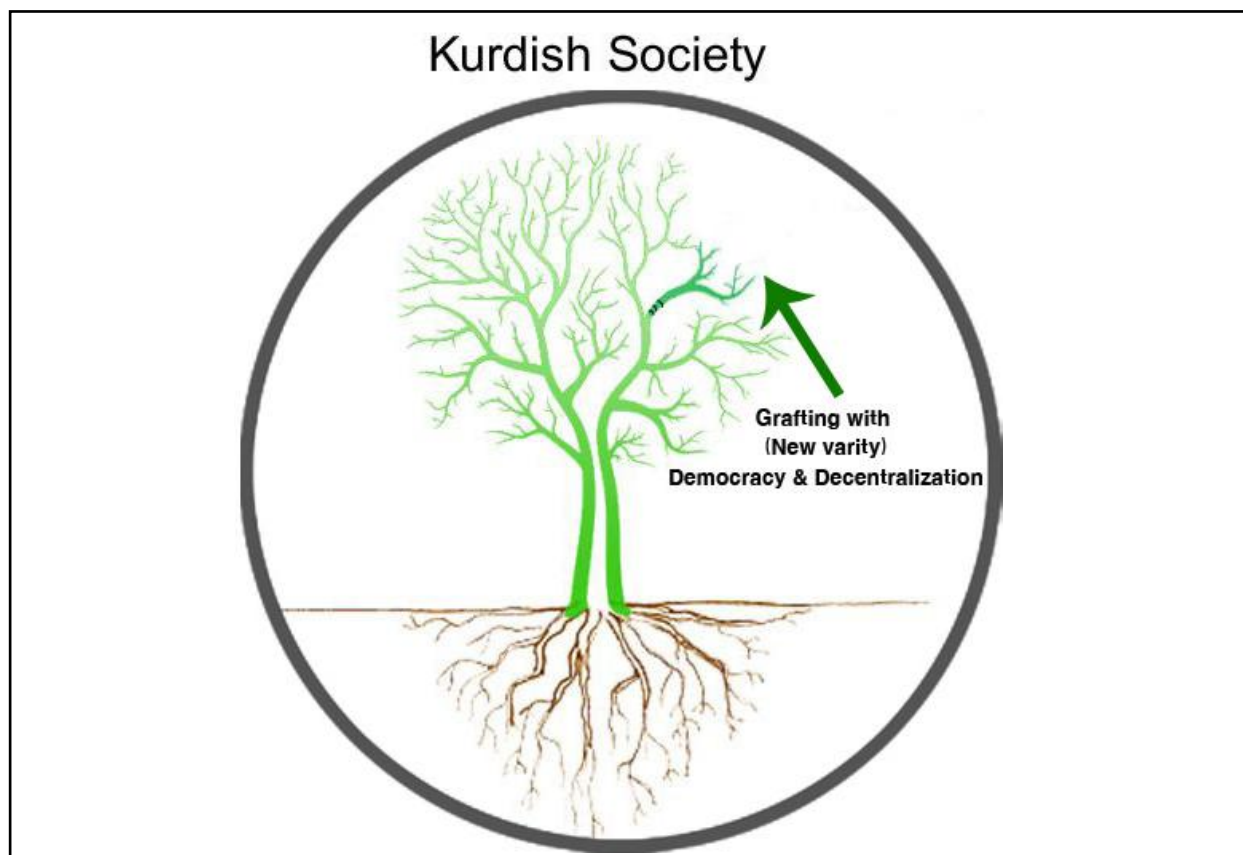 Kurdish Society
Grafting with
(New varity)
Democracy & Decentralization